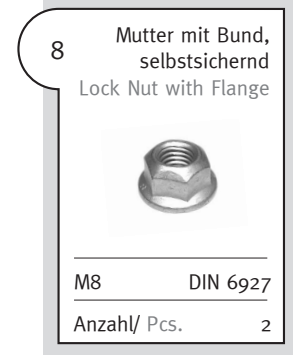 8
Mutter mit Bund,
selbstsichernd
Lock Nut with Flange
M8 DIN 6927
Anzahl/ Pcs. 2